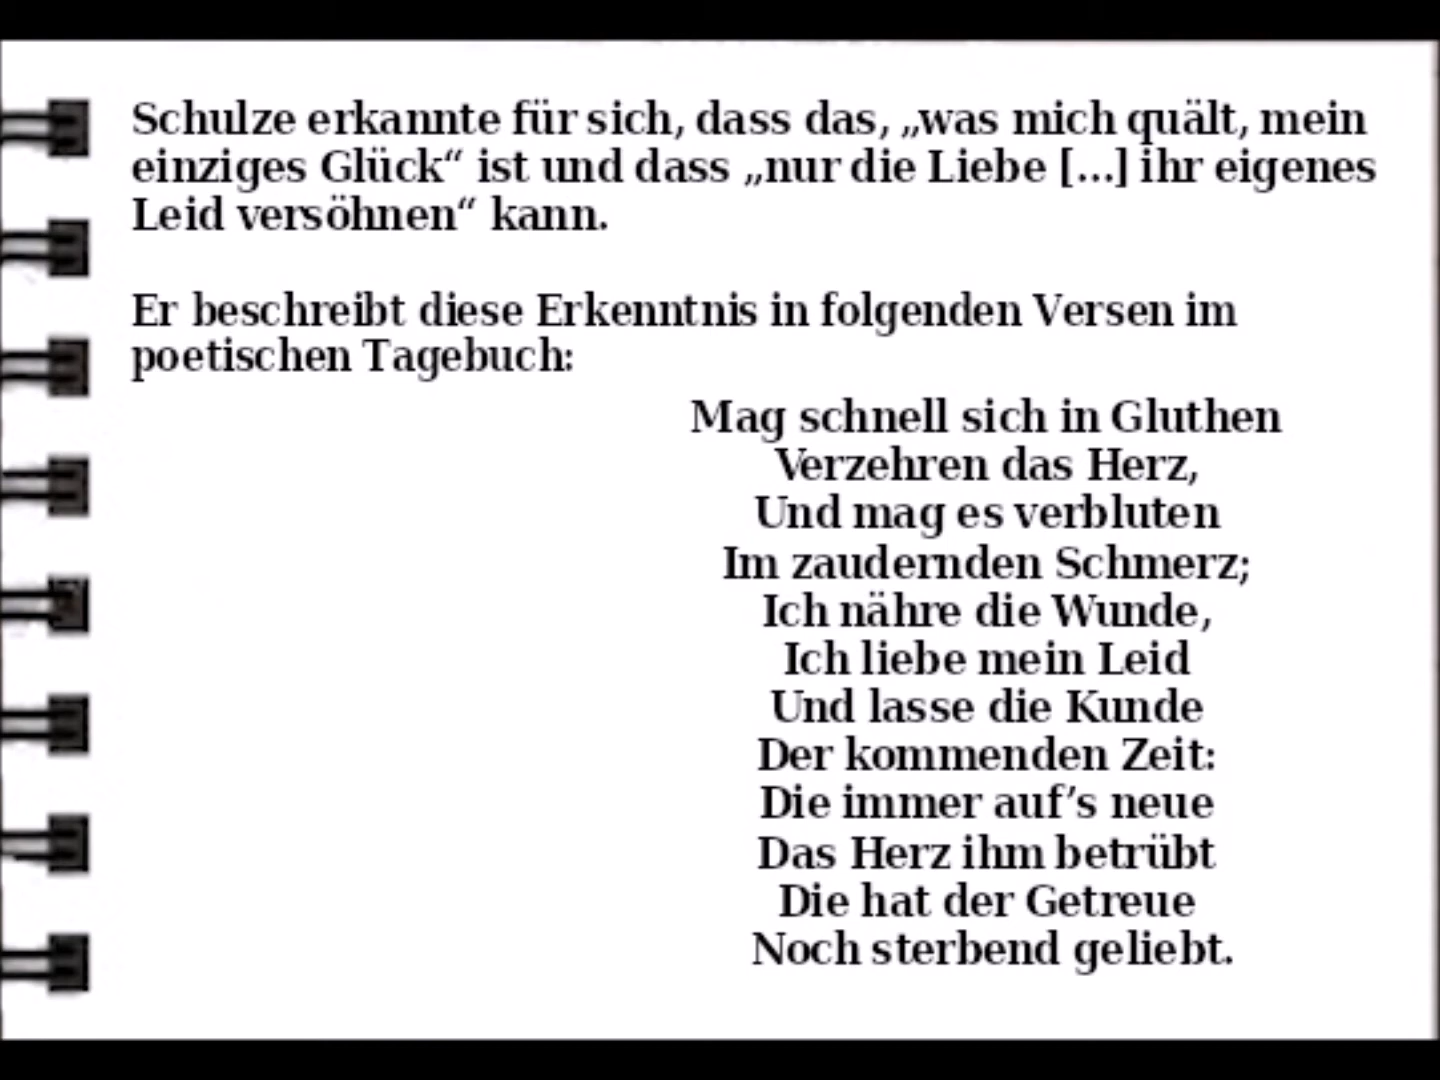 Schulze erkannte für sich, dass das, „was mich quält, mein
einziges Glück“ ist und dass „nur die Liebe [...] ihr eigenes
Leid versöhnen“ kann.
Er beschreibt diese Erkenntnis in folgenden Versen im
poetischen Tagebuch:
Mag schnell sich in Gluthen
Verzehren das Herz,
Und mag es verbluten
Im zaudernden Schmerz;
Ich nähre die Wunde,
Ich liebe mein Leid
Und lasse die Kunde
Der kommenden Zeit:
Die immer auf’s neue
Das Herz ihm betrübt
Die hat der Getreue
Noch sterbend geliebt.